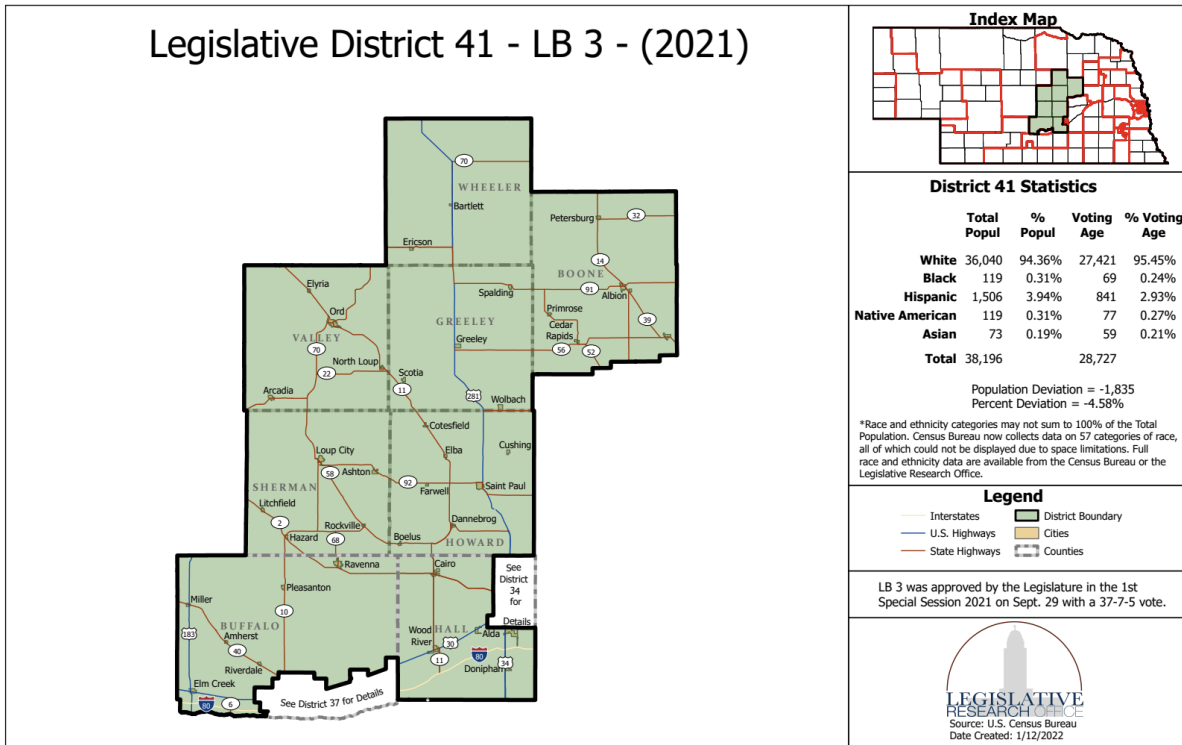 Legislative District 41 - LB 3 - (2021)
70
WHEELER
Bartlett
Ericson
Petersburg
32
14
BOONE
91
Albion
Elyria
Ord
Spalding
Primrose
VALLEY
GREELEY
Cedar
Rapids
39
70
North Loup
Greeley
56
52
22
Scotia
Arcadia
11
281
Wolbach
Cotesfield
Cushing
Loup City
Elba
58
Ashton
92
Farwell
Saint Paul
SHERMAN
Litchfield
2
Rockville
Dannebrog
Hazard
68
Boelus
HOWARD
Ravenna
Cairo
See
District
34
for
Details
Pleasanton
Miller
10
BUFFALO
183
Amherst
40
Riverdale
HALL
Wood
River
30
Alda
11
80
34
Doniphan
Elm Creek
80
6
See District 37 for Details
Index Map
District 41 Statistics
Total % Voting % Voting
Popul Popul Age Age
White 36,040 94.36% 27,421 95.45%
Black 119 0.31% 69 0.24%
Hispanic 1,506 3.94% 841 2.93%
Native American 119 0.31% 77 0.27%
Asian 73 0.19% 59 0.21%
Total 38,196 28,727
Population Deviation = -1,835
Percent Deviation = -4.58%
*Race and ethnicity categories may not sum to 100% of the Total
Population. Census Bureau now collects data on 57 categories of race,
all of which could not be displayed due to space limitations. Full
race and ethnicity data are available from the Census Bureau or the
Legislative Research Office.
Legend
Interstates District Boundary
U.S. Highways Cities
State Highways Counties
LB 3 was approved by the Legislature in the 1st
Special Session 2021 on Sept. 29 with a 37-7-5 vote.
LEGISLATIVE
RESEARCH OFFICE
Source: U.S. Census Bureau
Date Created: 1/12/2022